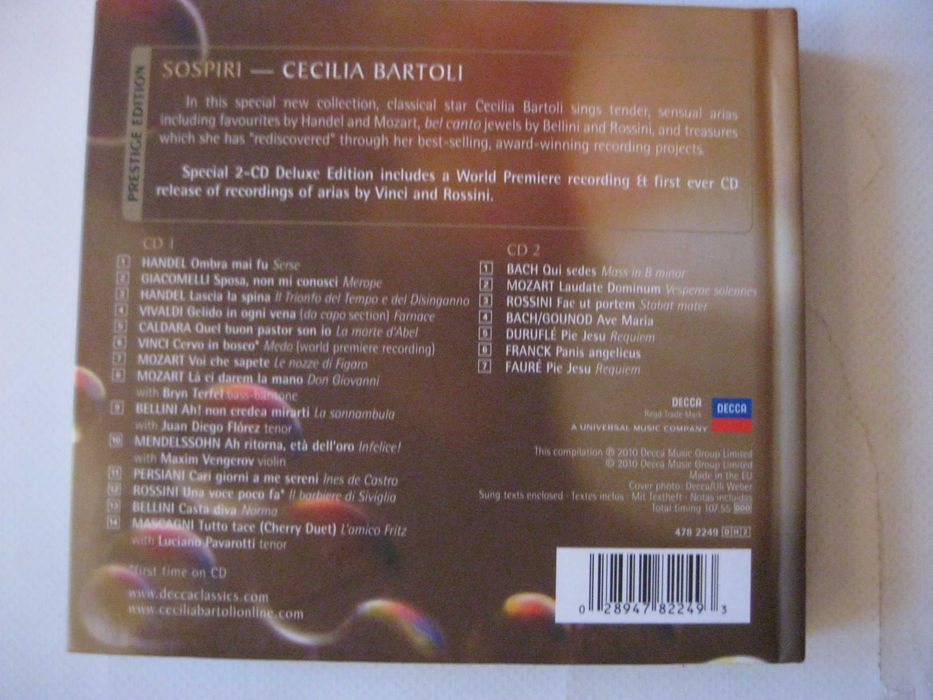 PRESTIGE EDITION
SOSPIRI — CECILIA BARTOLI
In this special new collection, classical star Cecilia Bartoli sings tender, sensual arias
including favourites by Handel and Mozart, bel canto jewels by Bellini and Rossini, and treasures
which she has "rediscovered" through her best-selling, award-winning recording projects.
Special 2-CD Deluxe Edition includes a World Premiere recording & first ever CD
release of recordings of arias by Vinci and Rossini.
CD 1
1 HANDEL Ombra mai fu Serse
2 GIACOMELLI Sposa, non mi conosci Merope
3 HANDEL Lascia la spina Il Trionfo del Tempo e del Disinganno
4 VIVALDI Gelido in ogni vena (da capo section) Farnace
5 CALDARA Quel buon pastor son io La morte d'Abel
6 VINCI Cervo in bosco* Medo (world premiere recording)
7 MOZART Voi che sapete Le nozze di Figaro
8 MOZART Là ci darem la mano Don Giovanni
with Bryn Terfel bass-baritone
9 BELLINI Ah! non credea mirarti La sonnambula
with Juan Diego Flórez tenor
10 MENDELSSOHN Ah ritorna, età dell'oro Infelice!
with Maxim Vengerov violin
11 PERSIANI Cari giorni a me sereni Ines de Castro
12 ROSSINI Una voce poco fa* Il barbiere di Siviglia
13 BELLINI Casta diva Norma
14 MASCAGNI Tutto tace (Cherry Duet) L'amico Fritz
with Luciano Pavarotti tenor
*first time on CD
www.deccaclassics.com
www.ceciliabartolionline.com
CD 2
1 BACH Qui sedes Mass in B minor
2 MOZART Laudate Dominum Vesperae solennes
3 ROSSINI Fac ut portem Stabat mater
4 BACH/GOUNOD Ave Maria
5 DURUFLÉ Pie Jesu Requiem
6 FRANCK Panis angelicus
7 FAURÉ Pie Jesu Requiem
DECCA
Regd Trade Mark
DECCA
A UNIVERSAL MUSIC COMPANY
This compilation ℗ 2010 Decca Music Group Limited
© 2010 Decca Music Group Limited
Made in the EU
Cover photo: Decca/Uli Weber
Sung texts enclosed · Textes inclus · Mit Textheft · Notas incluidas
Total timing 107.55 DDD
478 2249 DH2
0 28947 82249 3